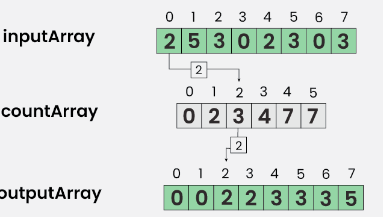 0 1 2 3 4 5 6 7
inputArray 2 5 3 0 2 3 0 3
2
0 1 2 3 4 5
countArray 0 2 3 4 7 7
2
0 1 2 3 4 5 6 7
outputArray 0 0 2 2 3 3 3 5